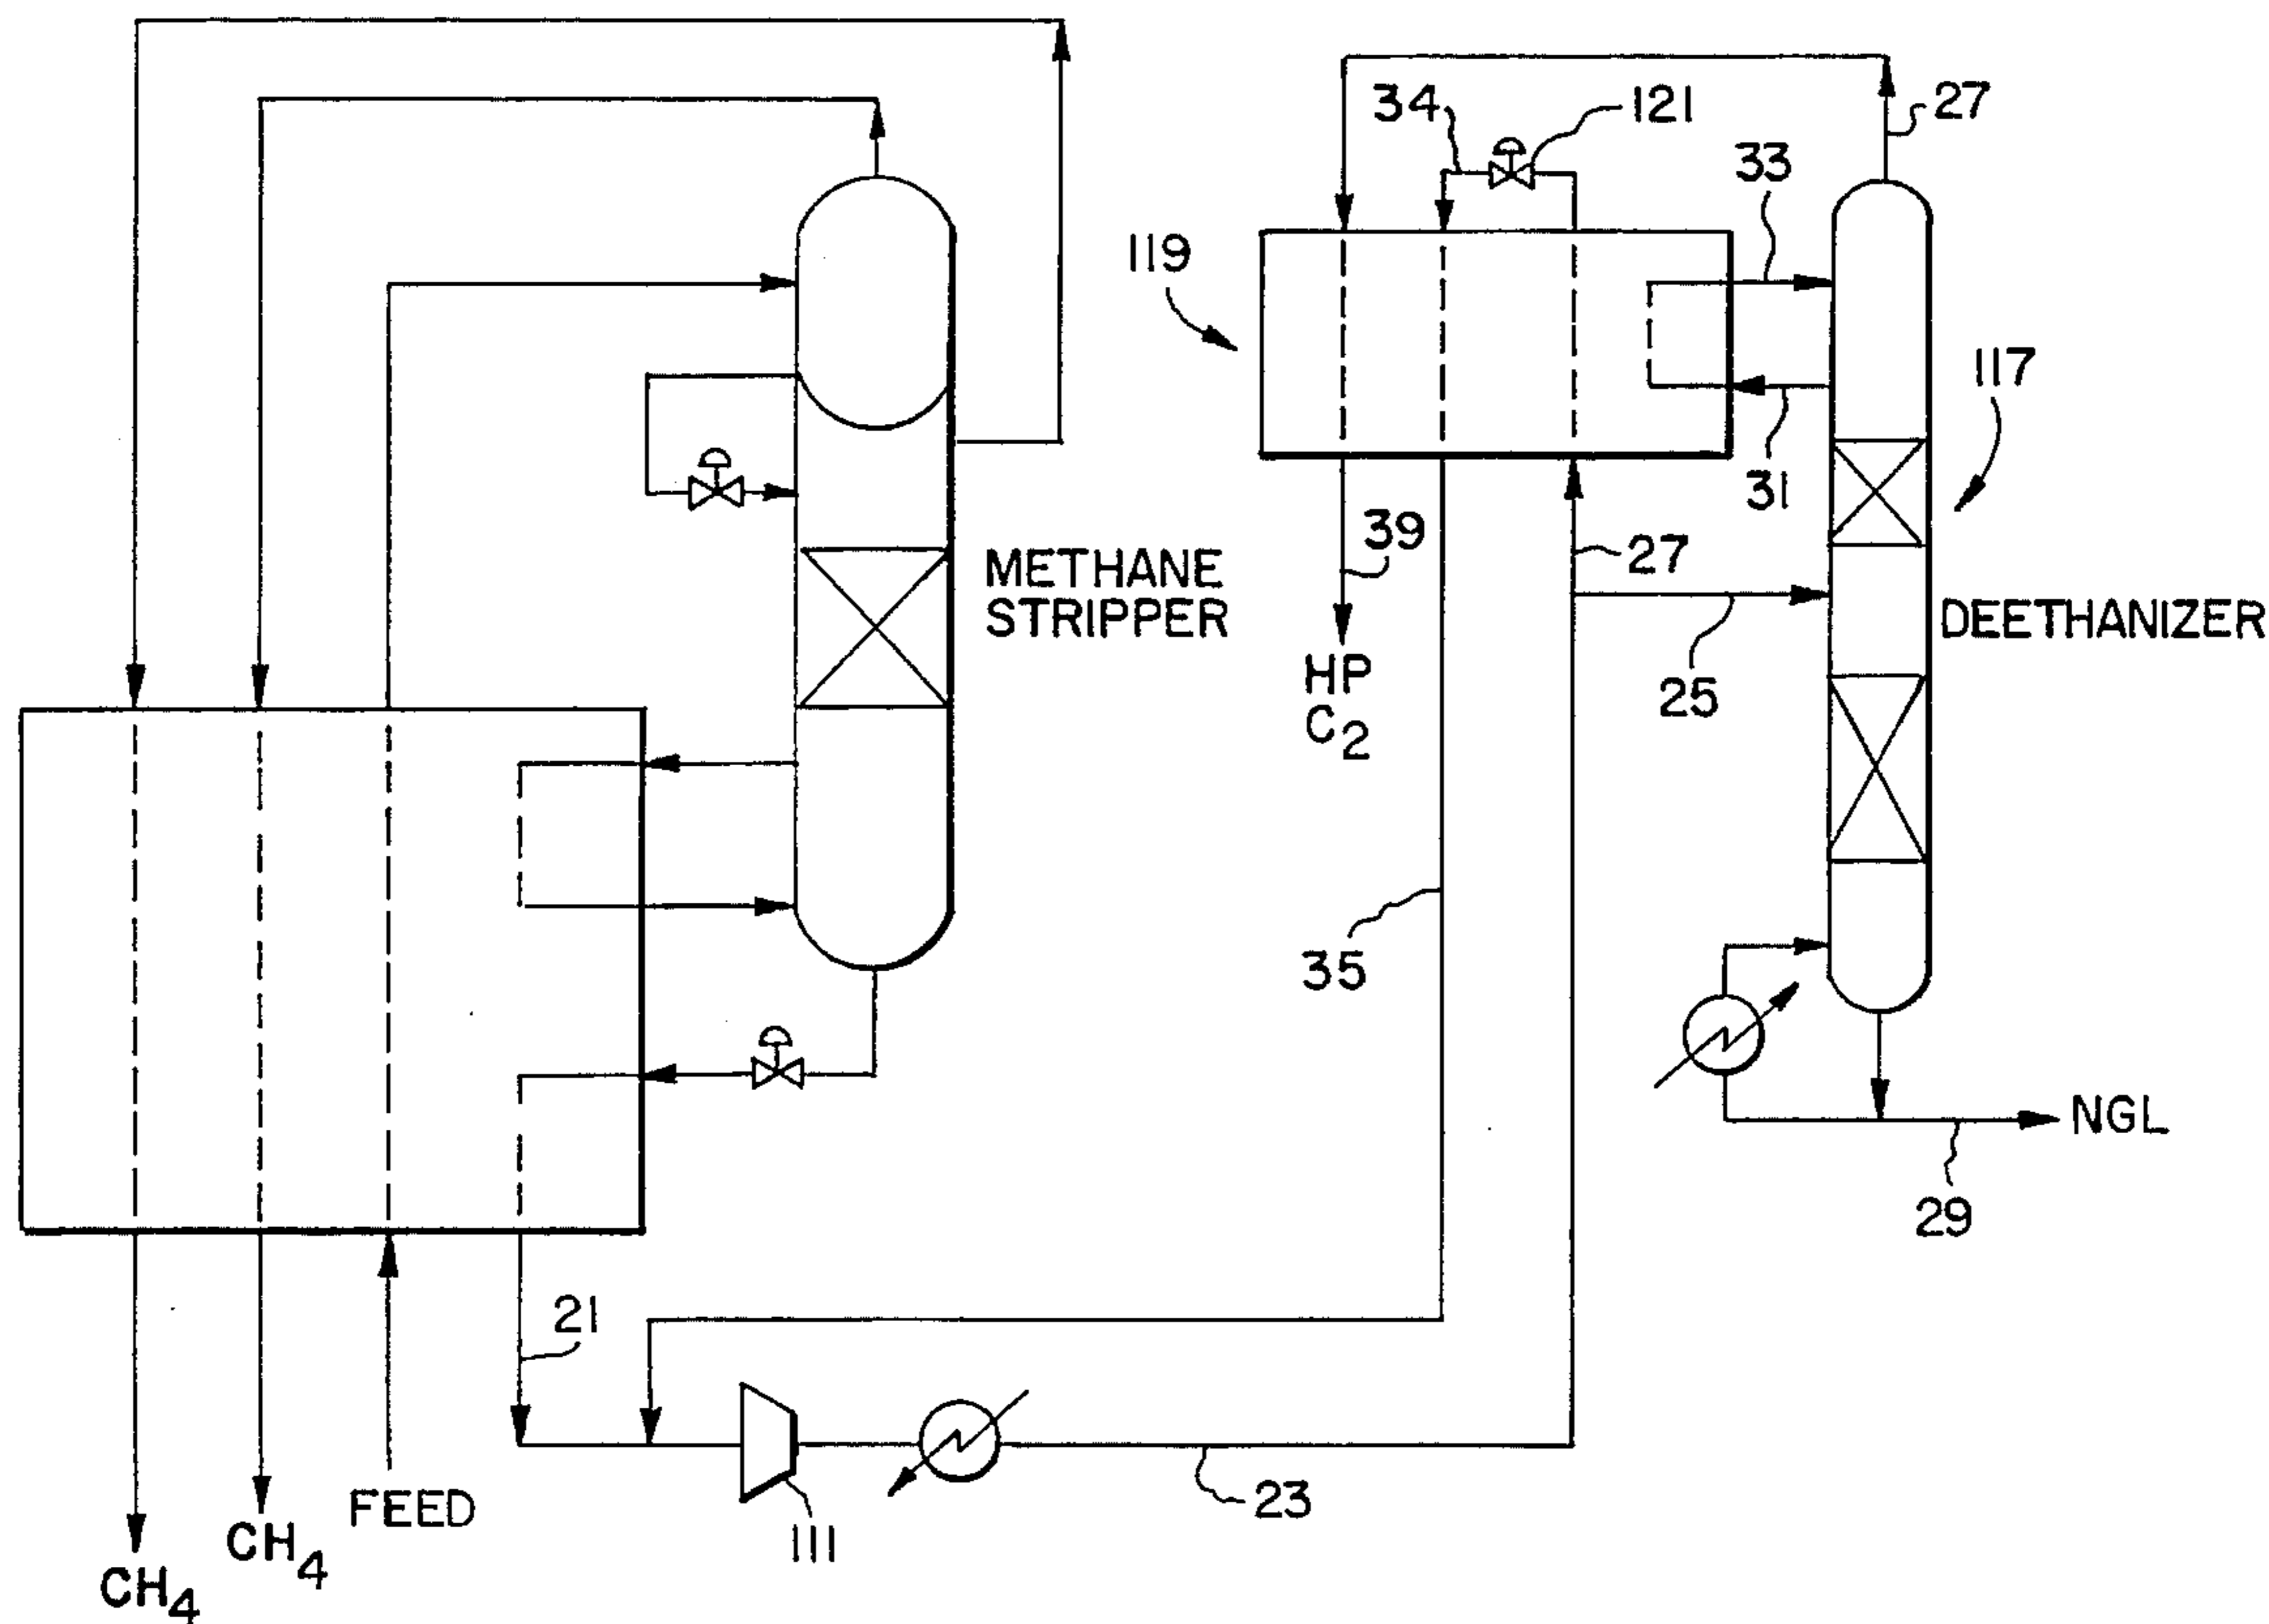 34
121
27
33
119
117
31
39
27
METHANE
STRIPPER
DEETHANIZER
HP
C2
25
35
NGL
29
21
FEED
23
111
CH4
CH4